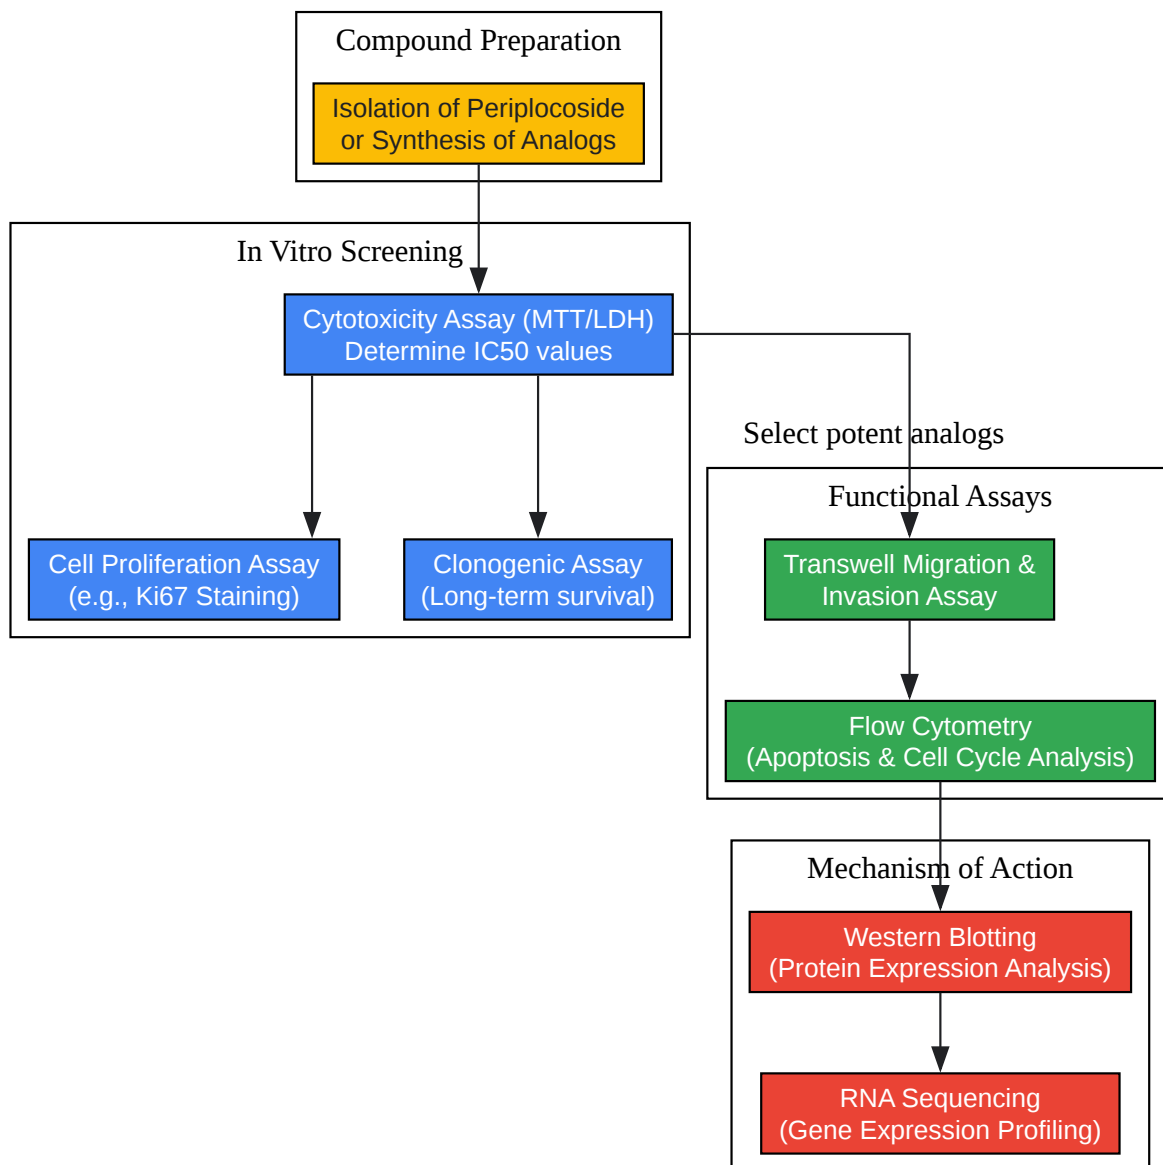 Compound Preparation
Isolation of Periplocoside
or Synthesis of Analogs
In Vitro Screening
Cytotoxicity Assay (MTT/LDH)
Determine IC50 values
Select potent analogs
Functional Assays
Cell Proliferation Assay
(e.g., Ki67 Staining)
Clonogenic Assay
(Long-term survival)
Transwell Migration &
Invasion Assay
Flow Cytometry
(Apoptosis & Cell Cycle Analysis)
Mechanism of Action
Western Blotting
(Protein Expression Analysis)
RNA Sequencing
(Gene Expression Profiling)